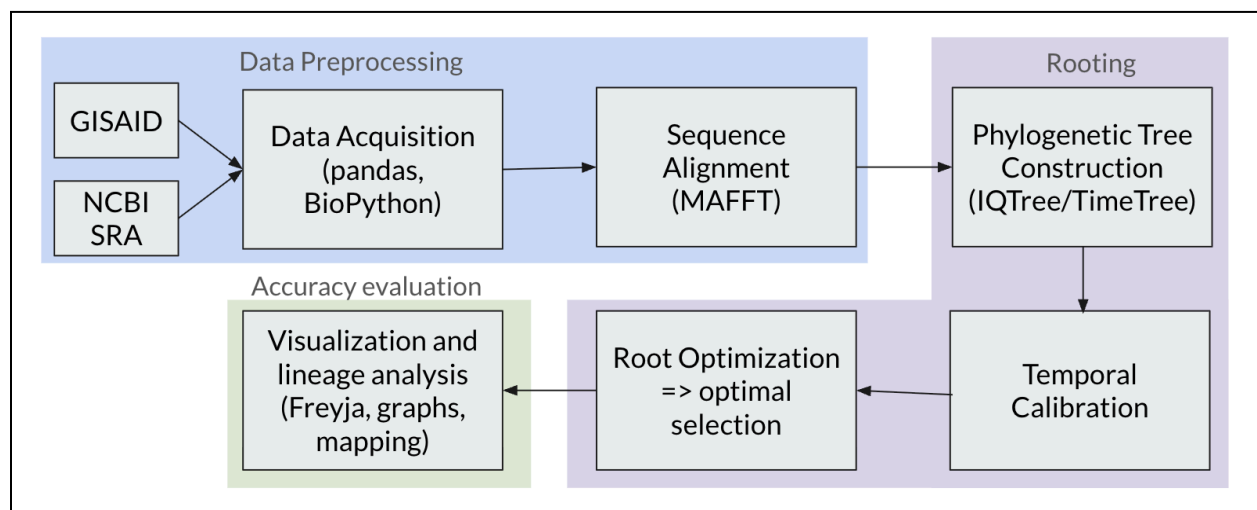 Data Preprocessing
GISAID
NCBI
SRA
Data Acquisition
(pandas,
BioPython)
Sequence
Alignment
(MAFFT)
Rooting
Phylogenetic Tree
Construction
(IQTree/TimeTree)
Temporal
Calibration
Root Optimization
=> optimal
selection
Accuracy evaluation
Visualization and
lineage analysis
(Freyja, graphs,
mapping)